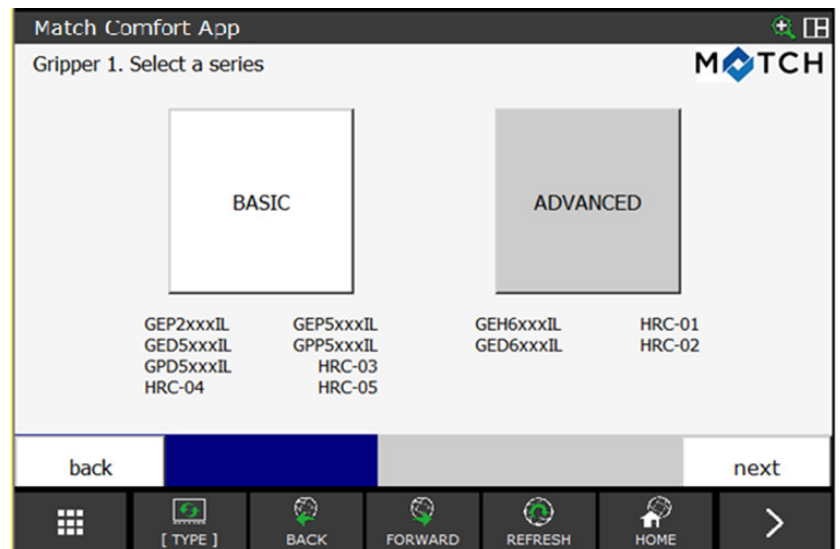 Match Comfort App
Gripper 1. Select a series
MATCH
BASIC
ADVANCED
GEP2xxxIL GEP5xxxIL GEH6xxxIL HRC-01
GED5xxxIL GPP5xxxIL GED6xxxIL HRC-02
GPD5xxxIL HRC-03
HRC-04 HRC-05
back
next
[ TYPE ] BACK FORWARD REFRESH HOME